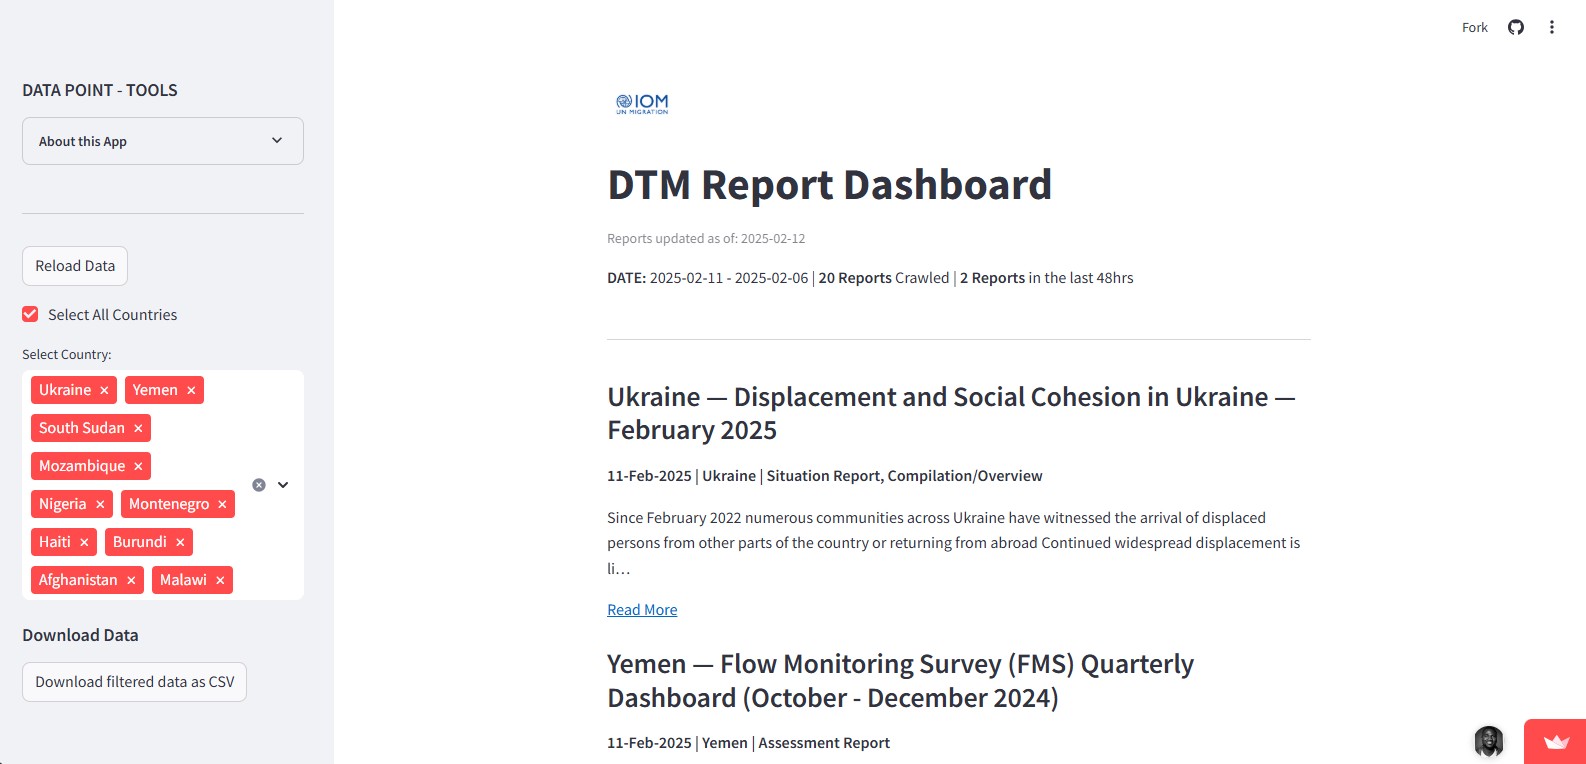 Fork
DATA POINT - TOOLS
About this App
Reload Data
Select All Countries
Select Country:
Ukraine × Yemen ×
South Sudan ×
Mozambique ×
Nigeria × Montenegro ×
Haiti × Burundi ×
Afghanistan × Malawi ×
Download Data
Download filtered data as CSV
IOM
UN MIGRATION
DTM Report Dashboard
Reports updated as of: 2025-02-12
DATE: 2025-02-11 - 2025-02-06 | 20 Reports Crawled | 2 Reports in the last 48hrs
Ukraine — Displacement and Social Cohesion in Ukraine —
February 2025
11-Feb-2025 | Ukraine | Situation Report, Compilation/Overview
Since February 2022 numerous communities across Ukraine have witnessed the arrival of displaced
persons from other parts of the country or returning from abroad Continued widespread displacement is
li…
Read More
Yemen — Flow Monitoring Survey (FMS) Quarterly
Dashboard (October - December 2024)
11-Feb-2025 | Yemen | Assessment Report